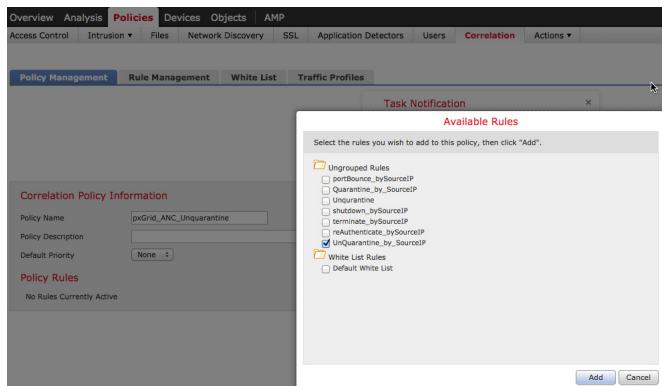 Overview Analysis Policies Devices Objects AMP
Access Control Intrusion ▾ Files Network Discovery SSL Application Detectors Users Correlation Actions ▾
Policy Management Rule Management White List Traffic Profiles
Task Notification ×
Available Rules
Select the rules you wish to add to this policy, then click "Add".
Ungrouped Rules
portBounce_bySourceIP
Quarantine_by_SourceIP
Unqurantine
shutdown_bySourceIP
terminate_bySourceIP
reAuthenticate_bySourceIP
UnQuarantine_by_SourceIP
White List Rules
Default White List
Add Cancel
Correlation Policy Information
Policy Name pxGrid_ANC_Unquarantine
Policy Description
Default Priority None
Policy Rules
No Rules Currently Active